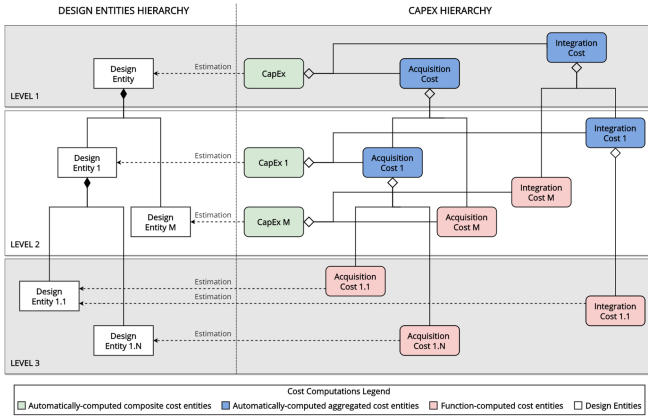 DESIGN ENTITIES HIERARCHY
CAPEX HIERARCHY
Design
Entity
Estimation
CapEx
Acquisition
Cost
Integration
Cost
LEVEL 1
Design
Entity 1
Estimation
CapEx 1
Acquisition
Cost 1
Integration
Cost 1
Integration
Cost M
Design
Entity M
Estimation
CapEx M
Acquisition
Cost M
LEVEL 2
Design
Entity 1.1
Estimation
Estimation
Acquisition
Cost 1.1
Integration
Cost 1.1
Design
Entity 1.N
Estimation
Acquisition
Cost 1.N
LEVEL 3
Cost Computations Legend
Automatically-computed composite cost entities
Automatically-computed aggregated cost entities
Function-computed cost entities
Design Entities